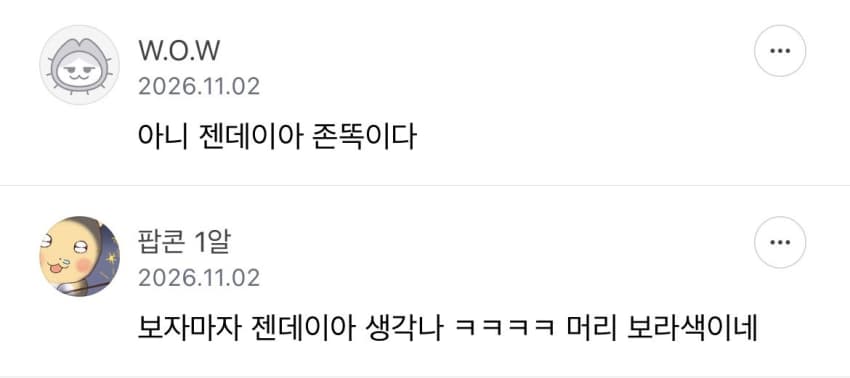 W.O.W
2026.11.02
아니 젠데이아 존똑이다
팝콘 1알
2026.11.02
보자마자 젠데이아 생각나 ㅋㅋㅋㅋ 머리 보라색이네